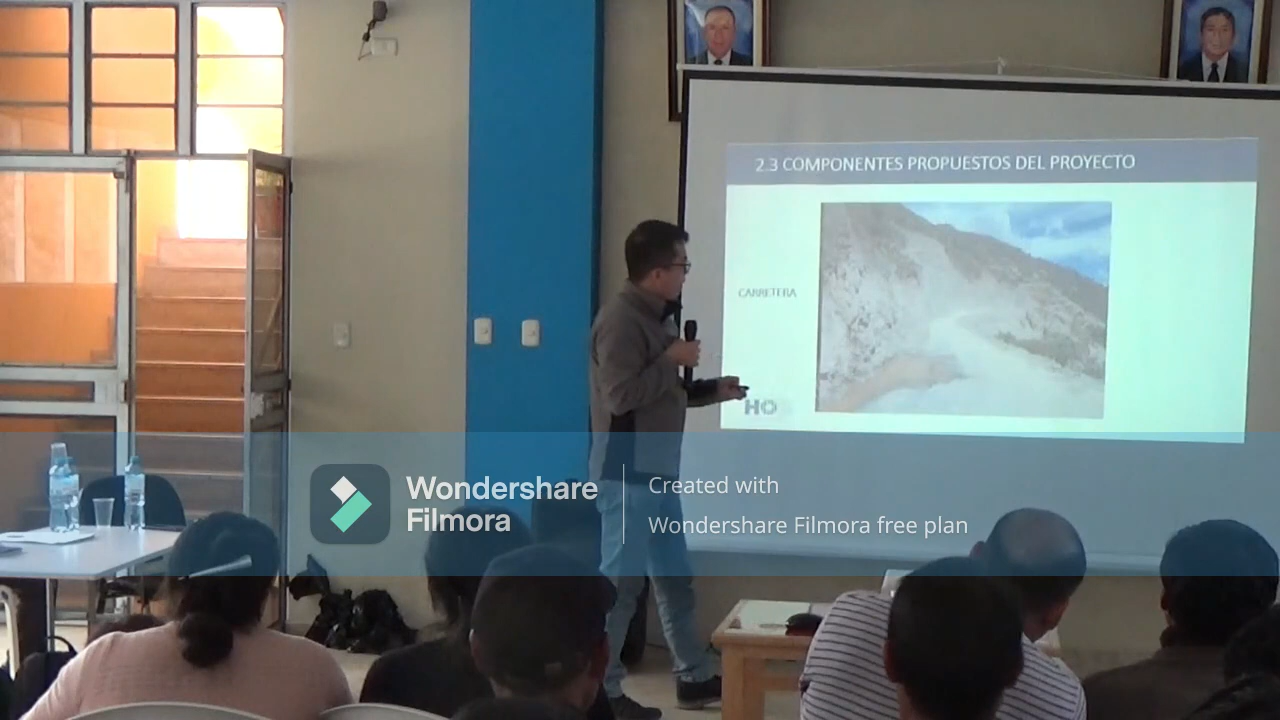 2.3 COMPONENTES PROPUESTOS DEL PROYECTO
CARRETERA
HO
Wondershare
Filmora
Created with
Wondershare Filmora free plan